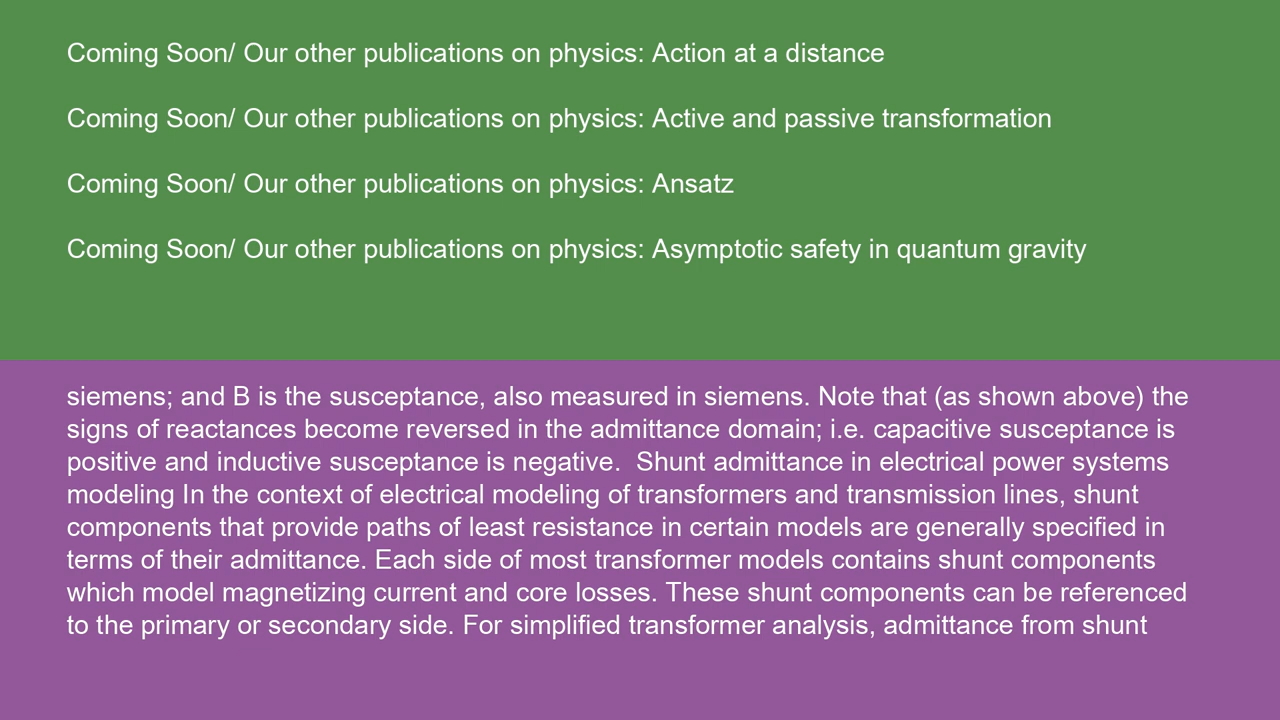 Coming Soon/ Our other publications on physics: Action at a distance
Coming Soon/ Our other publications on physics: Active and passive transformation
Coming Soon/ Our other publications on physics: Ansatz
Coming Soon/ Our other publications on physics: Asymptotic safety in quantum gravity
siemens; and B is the susceptance, also measured in siemens. Note that (as shown above) the
signs of reactances become reversed in the admittance domain; i.e. capacitive susceptance is
positive and inductive susceptance is negative.  Shunt admittance in electrical power systems
modeling In the context of electrical modeling of transformers and transmission lines, shunt
components that provide paths of least resistance in certain models are generally specified in
terms of their admittance. Each side of most transformer models contains shunt components
which model magnetizing current and core losses. These shunt components can be referenced
to the primary or secondary side. For simplified transformer analysis, admittance from shunt